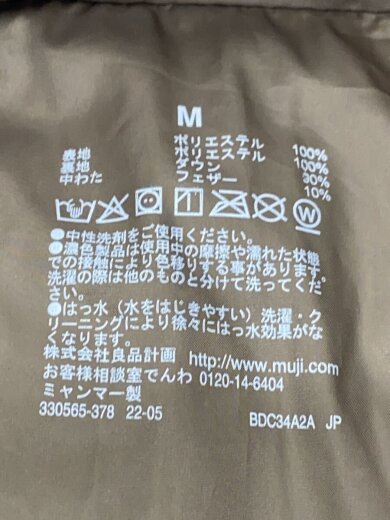 M
表地 ポリエステル 100%
裏地 ポリエステル 100%
中わた ダウン 90%
フェザー 10%
W
●中性洗剤をご使用ください。
●濃色製品は使用中の摩擦や濡れた状態
での接触により色移りする事があります。
洗濯の際は他のものと分けて洗ってくだ
さい。
●はっ水（水をはじきやすい）洗濯・ク
リーニングにより徐々にはっ水効果がな
くなります。
株式会社良品計画 http://www.muji.com
お客様相談室でんわ 0120-14-6404
ミャンマー製
330565-378 22-05 BDC34A2A JP